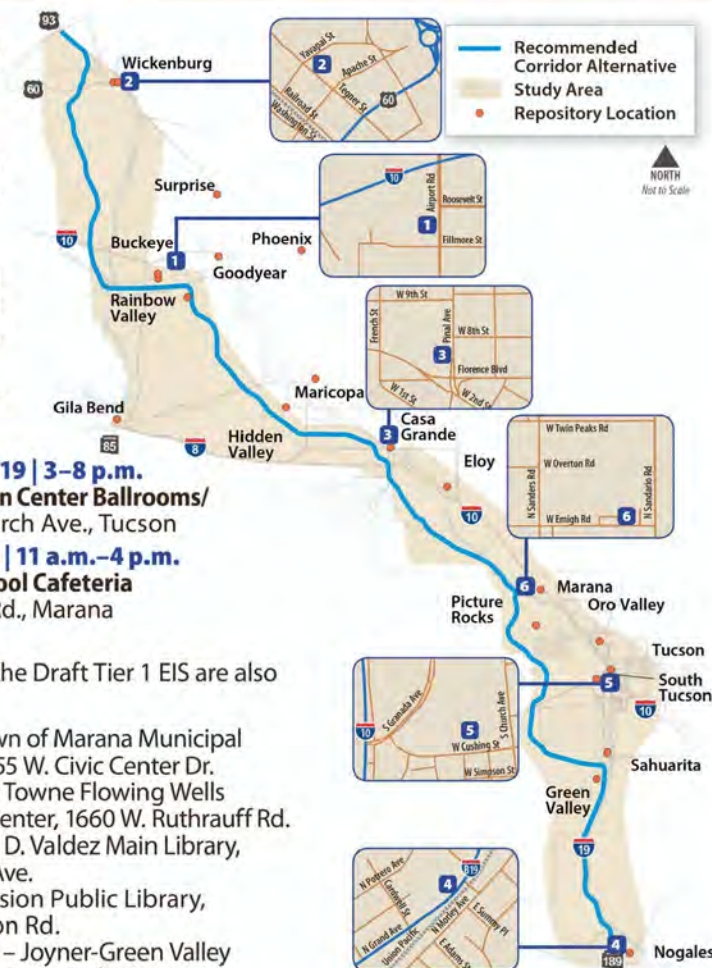 93
60
Wickenburg
2
Yavapai St
2
Apache St
Tegner St
Railroad St
Washington St
60
Recommended
Corridor Alternative
Study Area
Repository Location
NORTH
Not to Scale
Surprise
10
Buckeye
1
Phoenix
Goodyear
Rainbow
Valley
10
Airport Rd
Roosevelt St
1
Fillmore St
W 9th St
French St
Pinal Ave
W 8th St
3
Florence Blvd
W 1st St
W 2nd St
Maricopa
Gila Bend
85
8
Hidden
Valley
3
Casa
Grande
Eloy
10
W Twin Peaks Rd
N Sanders Rd
W Overton Rd
N Sandario Rd
W Emigh Rd
6
19 | 3–8 p.m.
n Center Ballrooms/
rch Ave., Tucson
| 11 a.m.–4 p.m.
ool Cafeteria
Rd., Marana
6
Marana
Oro Valley
Picture
Rocks
Tucson
South
Tucson
5
10
the Draft Tier 1 EIS are also
10
S Granada Ave
5
S Church Ave
W Cushing St
W Simpson St
wn of Marana Municipal
55 W. Civic Center Dr.
Towne Flowing Wells
enter, 1660 W. Ruthrauff Rd.
D. Valdez Main Library,
Ave.
sion Public Library,
on Rd.
– Joyner-Green Valley
Sahuarita
Green
Valley
19
N Potrero Ave
Cardwell St
4
B19
N Grand Ave
Union Pacific
N Morley Ave
E Summy Pl
E Adams St
4
189
Nogales